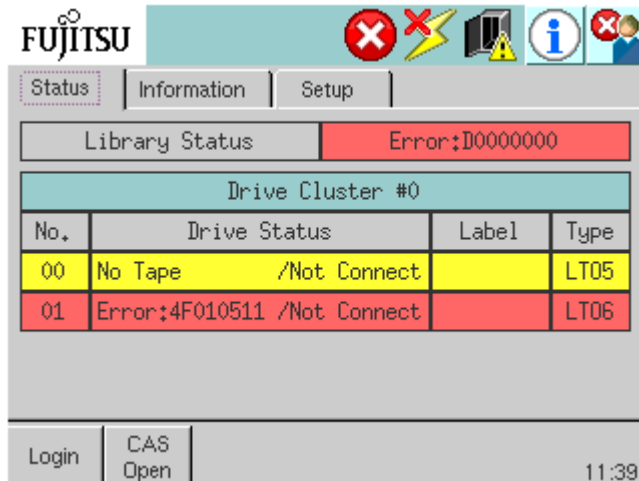 FUJITSU
Status Information Setup
Library Status Error:D0000000
Drive Cluster #0
No. Drive Status Label Type
00 No Tape /Not Connect LTO5
01 Error:4F010511 /Not Connect LTO6
Login CAS Open 11:39